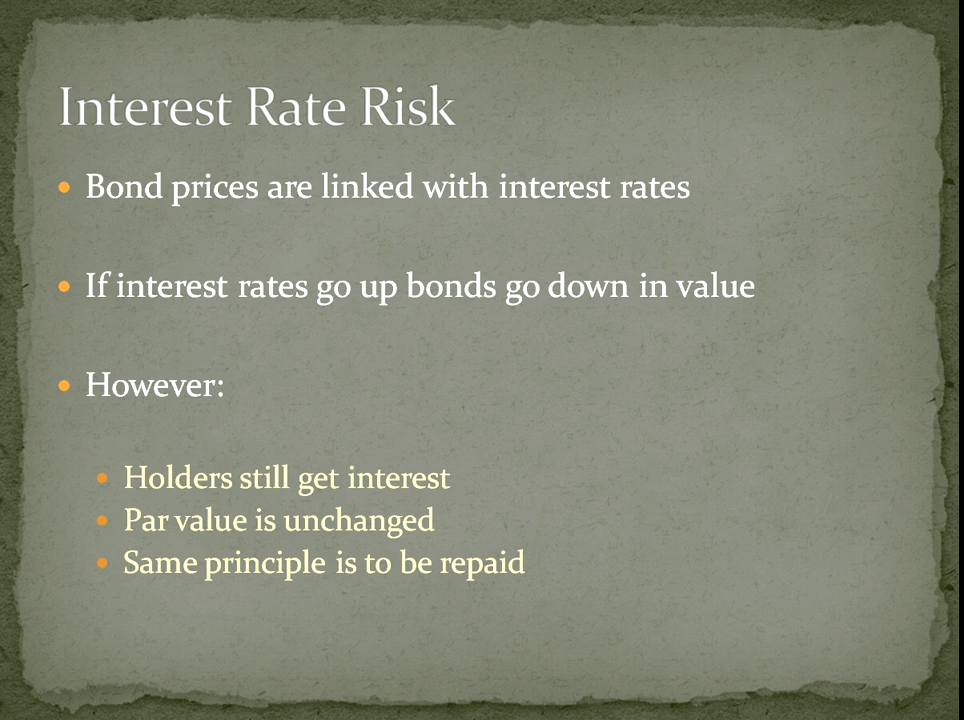 Interest Rate Risk
Bond prices are linked with interest rates
If interest rates go up bonds go down in value
However:
Holders still get interest
Par value is unchanged
Same principle is to be repaid